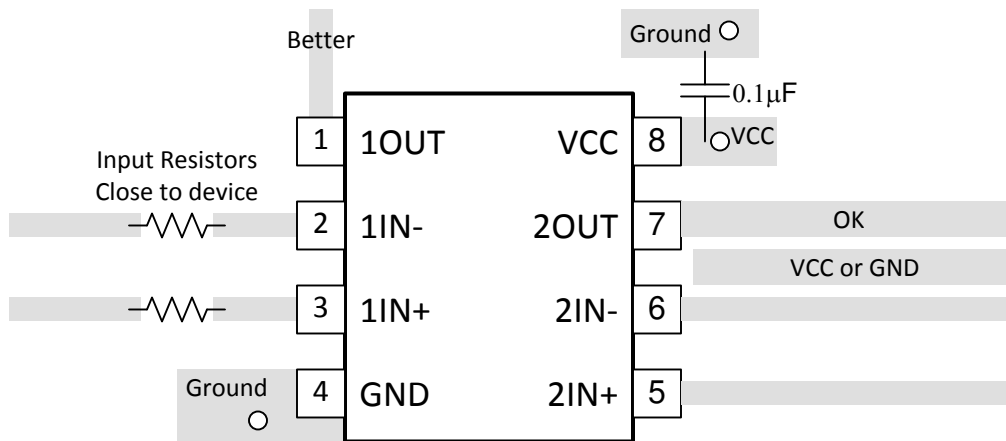 Better
Ground
0.1µF
1 1OUT VCC 8 VCC
Input Resistors
Close to device
2 1IN- 2OUT 7 OK
VCC or GND
3 1IN+ 2IN- 6
Ground
4 GND 2IN+ 5